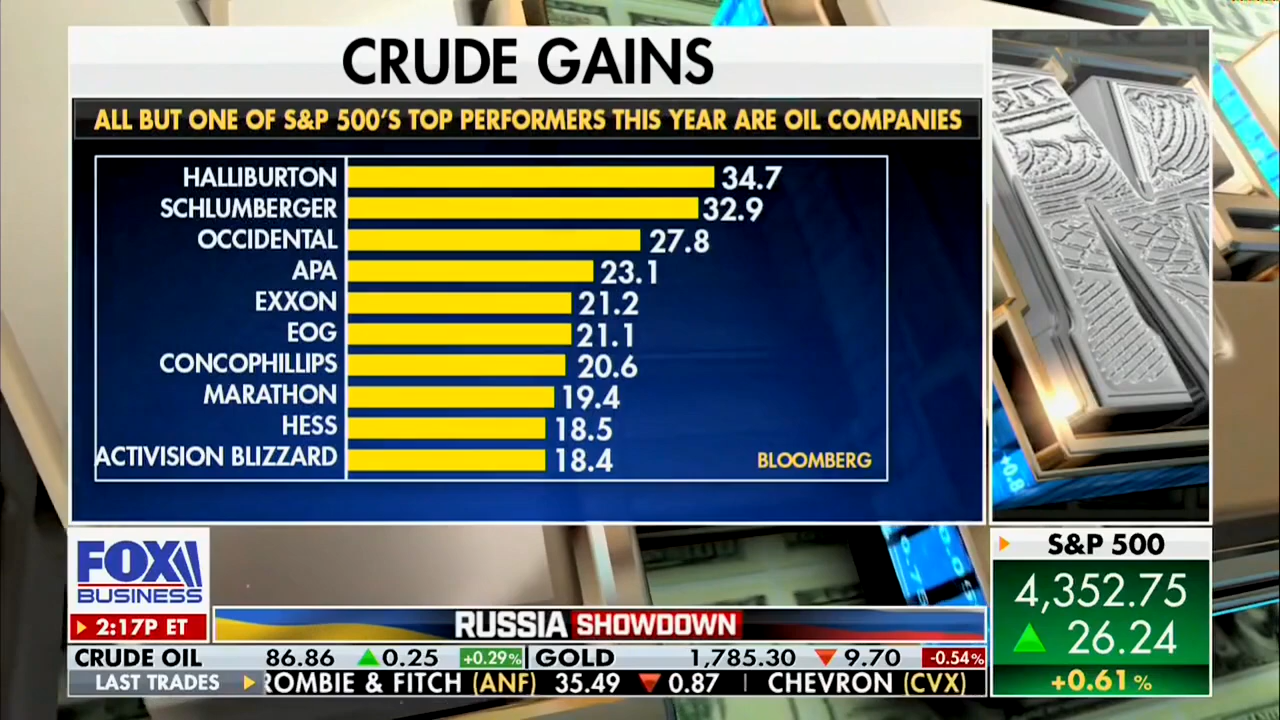 CRUDE GAINS
ALL BUT ONE OF S&P 500'S TOP PERFORMERS THIS YEAR ARE OIL COMPANIES
HALLIBURTON 34.7
SCHLUMBERGER 32.9
OCCIDENTAL 27.8
APA 23.1
EXXON 21.2
EOG 21.1
CONCOPHILLIPS 20.6
MARATHON 19.4
HESS 18.5
ACTIVISION BLIZZARD 18.4
BLOOMBERG
+0.8
FOX
BUSINESS
2:17P ET
RUSSIA SHOWDOWN
S&P 500
4,352.75
26.24
+0.61%
CRUDE OIL 86.86 0.25 +0.29% GOLD 1,785.30 9.70 -0.54%
LAST TRADES ROMBIE & FITCH (ANF) 35.49 0.87 | CHEVRON (CVX)